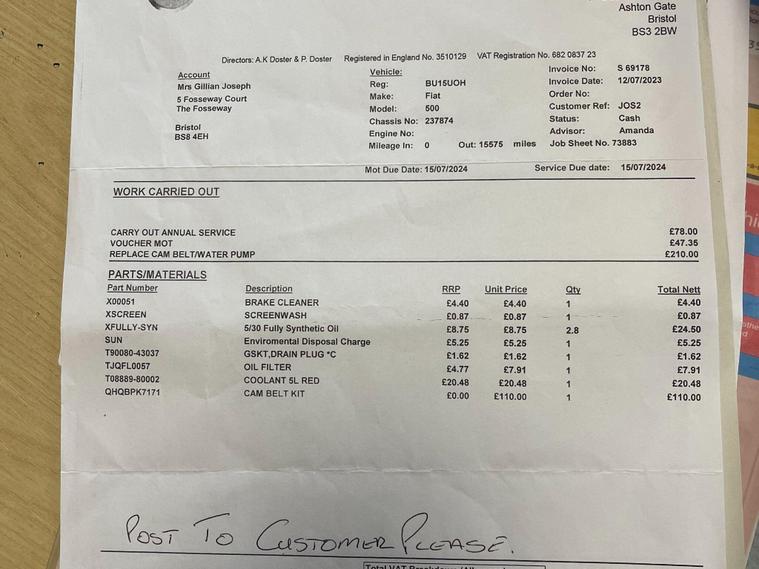 Ashton Gate
Bristol
BS3 2BW
Directors: A.K Doster & P. Doster Registered in England No. 3510129 VAT Registration No. 682 0837 23
Account
Mrs Gillian Joseph
5 Fosseway Court
The Fosseway
Bristol
BS8 4EH
Vehicle:
Reg: BU15UOH
Make: Fiat
Model: 500
Chassis No: 237874
Engine No:
Mileage In: 0 Out: 15575 miles
Invoice No: S 69178
Invoice Date: 12/07/2023
Order No:
Customer Ref: JOS2
Status: Cash
Advisor: Amanda
Job Sheet No. 73883
Mot Due Date: 15/07/2024 Service Due date: 15/07/2024
WORK CARRIED OUT
CARRY OUT ANNUAL SERVICE £78.00
VOUCHER MOT £47.35
REPLACE CAM BELT/WATER PUMP £210.00
PARTS/MATERIALS
Part Number Description RRP Unit Price Qty Total Nett
X00051 BRAKE CLEANER £4.40 £4.40 1 £4.40
XSCREEN SCREENWASH £0.87 £0.87 1 £0.87
XFULLY-SYN 5/30 Fully Synthetic Oil £8.75 £8.75 2.8 £24.50
SUN Enviromental Disposal Charge £5.25 £5.25 1 £5.25
T90080-43037 GSKT,DRAIN PLUG *C £1.62 £1.62 1 £1.62
TJQFL0057 OIL FILTER £4.77 £7.91 1 £7.91
T08889-80002 COOLANT 5L RED £20.48 £20.48 1 £20.48
QHQBPK7171 CAM BELT KIT £0.00 £110.00 1 £110.00
POST TO CUSTOMER PLEASE.